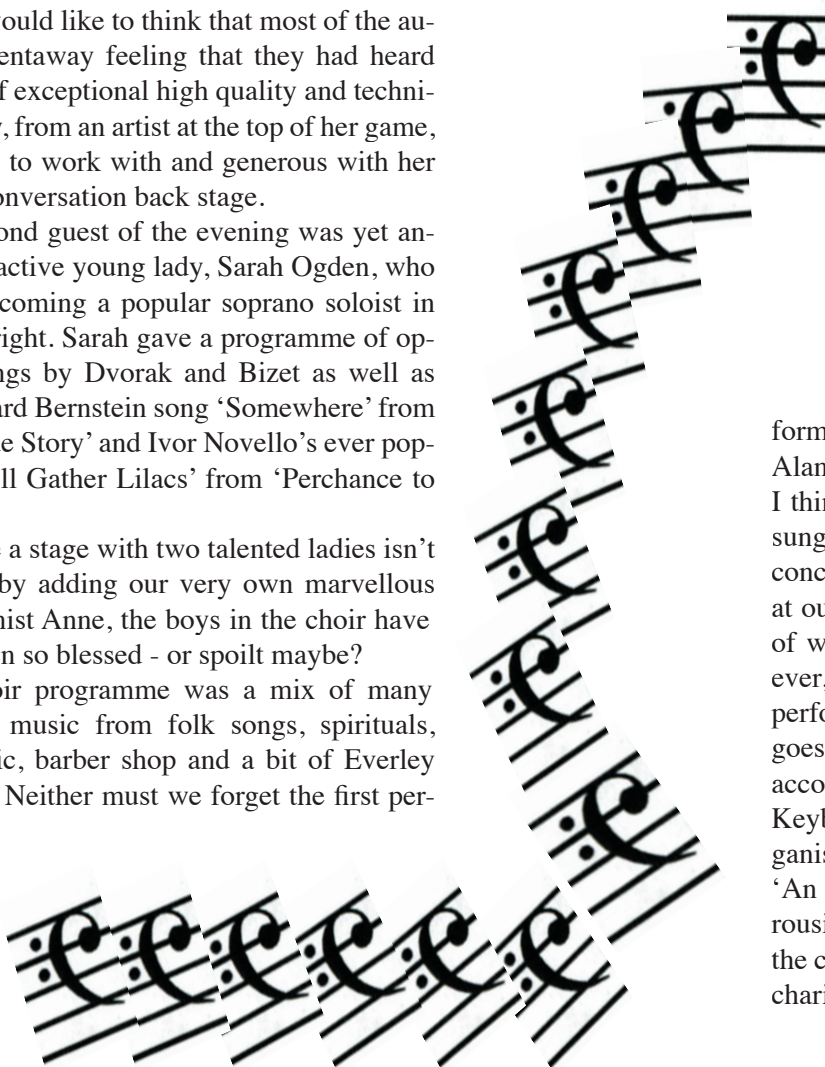 ould like to think that most of the au-
entaway feeling that they had heard
f exceptional high quality and techni-
, from an artist at the top of her game,
to work with and generous with her
onversation back stage.
ond guest of the evening was yet an-
active young lady, Sarah Ogden, who
coming a popular soprano soloist in
right. Sarah gave a programme of op-
ngs by Dvorak and Bizet as well as
ard Bernstein song ‘Somewhere’ from
e Story’ and Ivor Novello’s ever pop-
ll Gather Lilacs’ from ‘Perchance to
a stage with two talented ladies isn’t
by adding our very own marvellous
nist Anne, the boys in the choir have
n so blessed - or spoilt maybe?
oir programme was a mix of many
music from folk songs, spirituals,
ic, barber shop and a bit of Everley
Neither must we forget the first per-
form
Alan
I thin
sung
conc
at ou
of w
ever,
perfo
goes
acco
Keyb
ganis
‘An
rousi
the c
chari